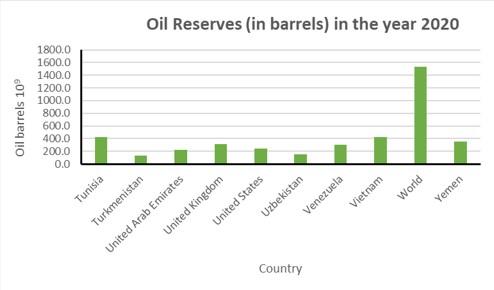 Oil Reserves (in barrels) in the year 2020
Oil barrels 10⁹
1800.0
1600.0
1400.0
1200.0
1000.0
800.0
600.0
400.0
200.0
0.0
Tunisia
Turkmenistan
United Arab Emirates
United Kingdom
United States
Uzbekistan
Venezuela
Vietnam
World
Yemen
Country